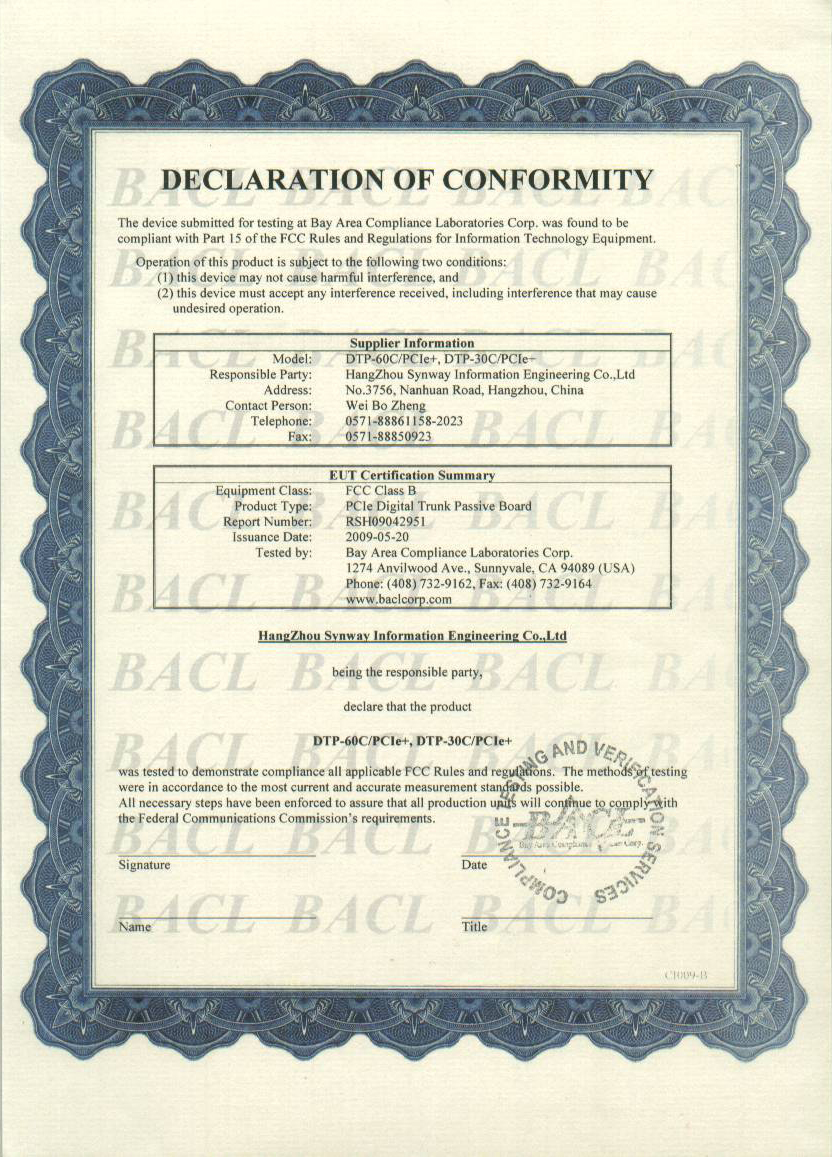 DECLARATION OF CONFORMITY
The device submitted for testing at Bay Area Compliance Laboratories Corp. was found to be
compliant with Part 15 of the FCC Rules and Regulations for Information Technology Equipment.
Operation of this product is subject to the following two conditions:
(1) this device may not cause harmful interference, and
(2) this device must accept any interference received, including interference that may cause
undesired operation.
Supplier Information
Model: DTP-60C/PCIe+, DTP-30C/PCIe+
Responsible Party: HangZhou Synway Information Engineering Co.,Ltd
Address: No.3756, Nanhuan Road, Hangzhou, China
Contact Person: Wei Bo Zheng
Telephone: 0571-88861158-2023
Fax: 0571-88850923
EUT Certification Summary
Equipment Class: FCC Class B
Product Type: PCIe Digital Trunk Passive Board
Report Number: RSH09042951
Issuance Date: 2009-05-20
Tested by: Bay Area Compliance Laboratories Corp.
1274 Anvilwood Ave., Sunnyvale, CA 94089 (USA)
Phone: (408) 732-9162, Fax: (408) 732-9164
www.baclcorp.com
HangZhou Synway Information Engineering Co.,Ltd
being the responsible party,
declare that the product
DTP-60C/PCIe+, DTP-30C/PCIe+
was tested to demonstrate compliance all applicable FCC Rules and regulations. The methods of testing
were in accordance to the most current and accurate measurement standards possible.
All necessary steps have been enforced to assure that all production units will continue to comply with
the Federal Communications Commission's requirements.
COMPLIANCE TESTING AND VERIFICATION SERVICES
BACL
Signature Date
Name Title
C1009-B